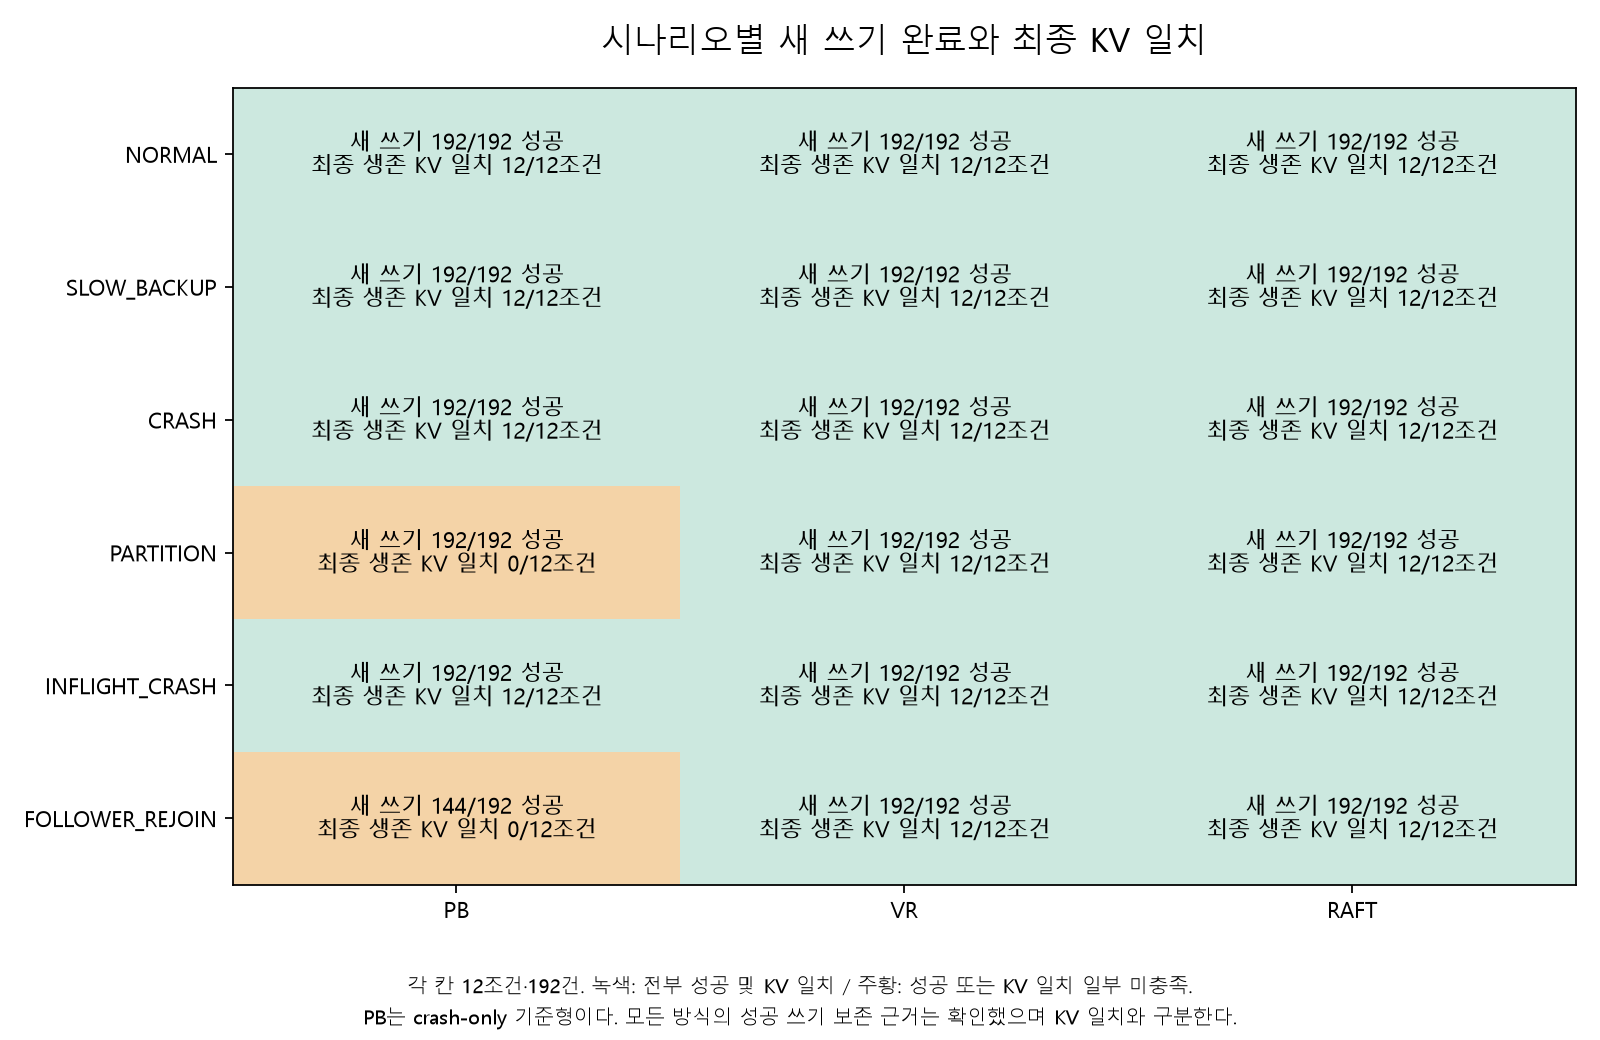 시나리오별 새 쓰기 완료와 최종 KV 일치
NORMAL
새 쓰기 192/192 성공
최종 생존 KV 일치 12/12조건
새 쓰기 192/192 성공
최종 생존 KV 일치 12/12조건
새 쓰기 192/192 성공
최종 생존 KV 일치 12/12조건
SLOW_BACKUP
새 쓰기 192/192 성공
최종 생존 KV 일치 12/12조건
새 쓰기 192/192 성공
최종 생존 KV 일치 12/12조건
새 쓰기 192/192 성공
최종 생존 KV 일치 12/12조건
CRASH
새 쓰기 192/192 성공
최종 생존 KV 일치 12/12조건
새 쓰기 192/192 성공
최종 생존 KV 일치 12/12조건
새 쓰기 192/192 성공
최종 생존 KV 일치 12/12조건
PARTITION
새 쓰기 192/192 성공
최종 생존 KV 일치 0/12조건
새 쓰기 192/192 성공
최종 생존 KV 일치 12/12조건
새 쓰기 192/192 성공
최종 생존 KV 일치 12/12조건
INFLIGHT_CRASH
새 쓰기 192/192 성공
최종 생존 KV 일치 12/12조건
새 쓰기 192/192 성공
최종 생존 KV 일치 12/12조건
새 쓰기 192/192 성공
최종 생존 KV 일치 12/12조건
FOLLOWER_REJOIN
새 쓰기 144/192 성공
최종 생존 KV 일치 0/12조건
새 쓰기 192/192 성공
최종 생존 KV 일치 12/12조건
새 쓰기 192/192 성공
최종 생존 KV 일치 12/12조건
PB
VR
RAFT
각 칸 12조건·192건. 녹색: 전부 성공 및 KV 일치 / 주황: 성공 또는 KV 일치 일부 미충족.
PB는 crash-only 기준형이다. 모든 방식의 성공 쓰기 보존 근거는 확인했으며 KV 일치와 구분한다.